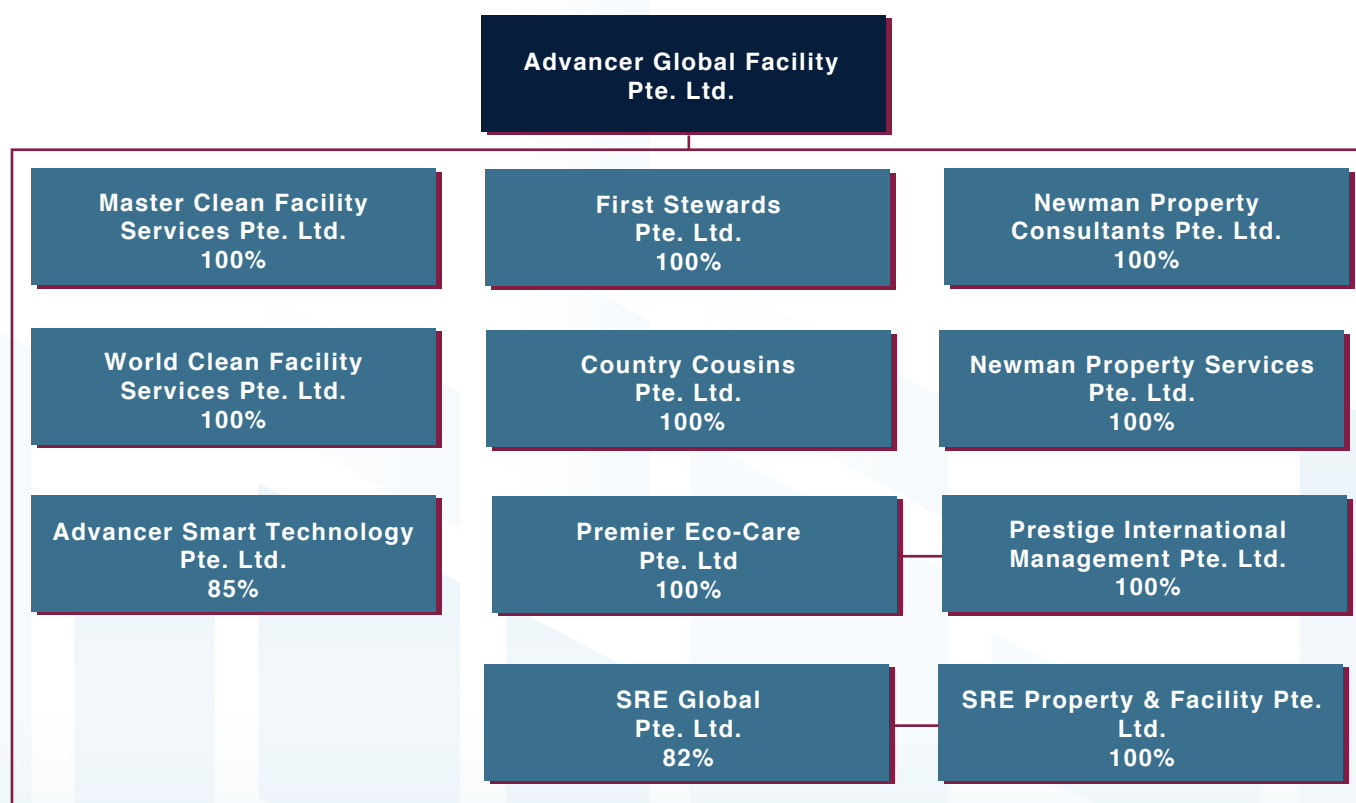 Advancer Global Facility
Pte. Ltd.
Master Clean Facility
Services Pte. Ltd.
100%
First Stewards
Pte. Ltd.
100%
Newman Property
Consultants Pte. Ltd.
100%
World Clean Facility
Services Pte. Ltd.
100%
Country Cousins
Pte. Ltd.
100%
Newman Property Services
Pte. Ltd.
100%
Advancer Smart Technology
Pte. Ltd.
85%
Premier Eco-Care
Pte. Ltd
100%
Prestige International
Management Pte. Ltd.
100%
SRE Global
Pte. Ltd.
82%
SRE Property & Facility Pte.
Ltd.
100%